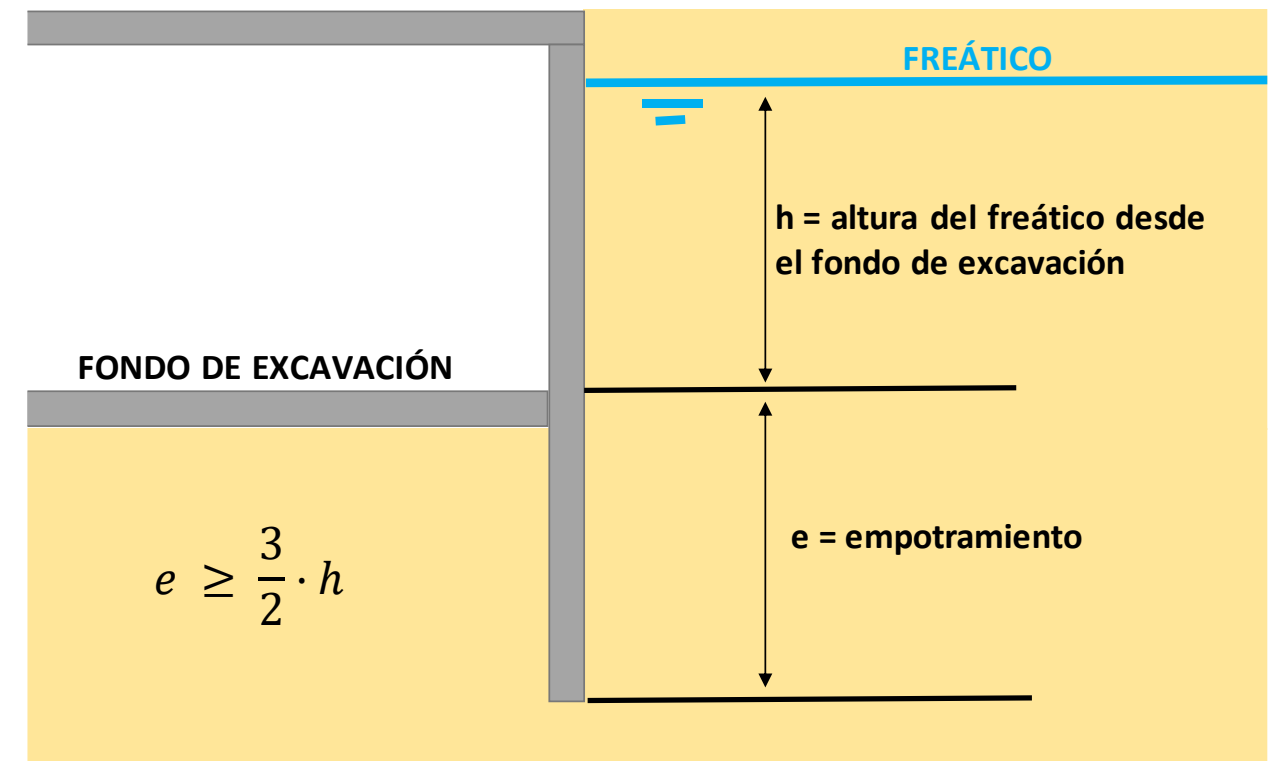 FREÁTICO
h = altura del freático desde
el fondo de excavación
FONDO DE EXCAVACIÓN
e = empotramiento
e ≥ 3/2 · h